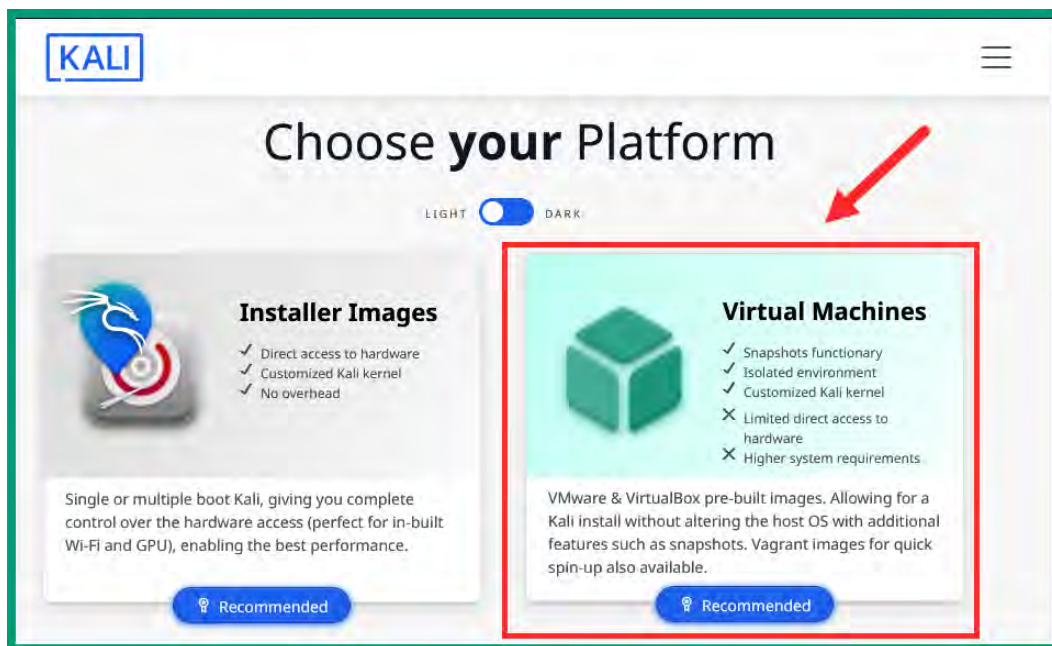 KALI
Choose your Platform
LIGHT DARK
Installer Images
Direct access to hardware
Customized Kali kernel
No overhead
Single or multiple boot Kali, giving you complete
control over the hardware access (perfect for in-built
Wi-Fi and GPU), enabling the best performance.
Recommended
Virtual Machines
Snapshots functionary
Isolated environment
Customized Kali kernel
Limited direct access to
hardware
Higher system requirements
VMware & VirtualBox pre-built images. Allowing for a
Kali install without altering the host OS with additional
features such as snapshots. Vagrant images for quick
spin-up also available.
Recommended